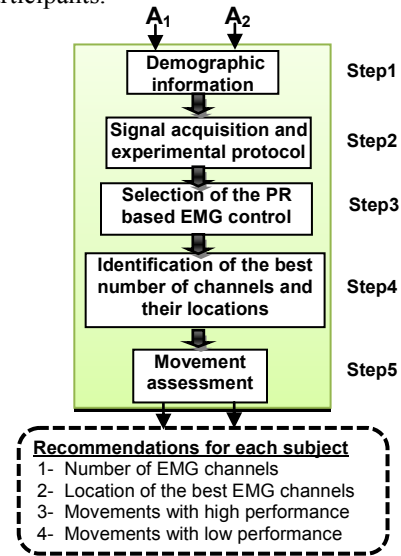 articipants.
A1 A2
Demographic
information
Step1
Signal acquisition and
experimental protocol
Step2
Selection of the PR
based EMG control
Step3
Identification of the best
number of channels and
their locations
Step4
Movement
assessment
Step5
Recommendations for each subject
1- Number of EMG channels
2- Location of the best EMG channels
3- Movements with high performance
4- Movements with low performance